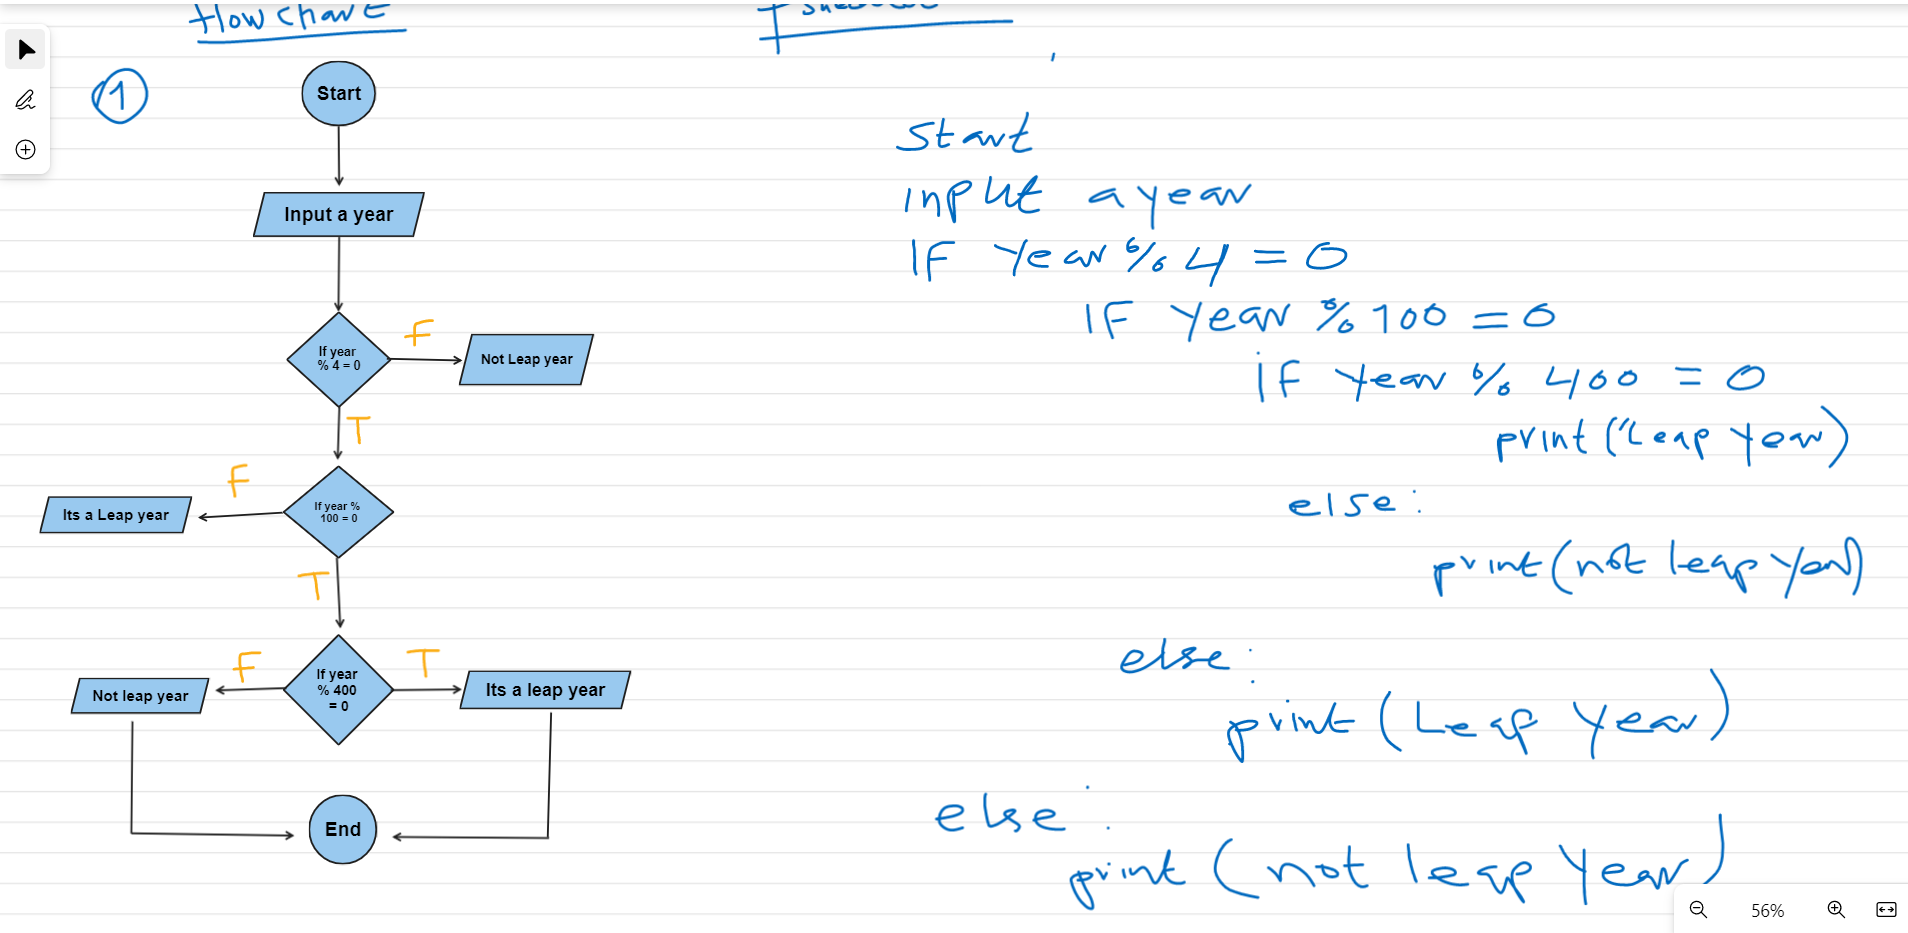 Flow chart
1
Start
Input a year
If year
% 4 = 0
F
Not Leap year
T
If year %
100 = 0
F
Its a Leap year
T
If year
% 400
= 0
F
Not leap year
T
Its a leap year
End
Start
input a year
IF Year % 4 = 0
IF year % 100 = 0
if year % 400 = 0
print ("Leap year)
else:
print (not leap year)
else:
print (Leap Year)
else:
print (not leap Year)
56%